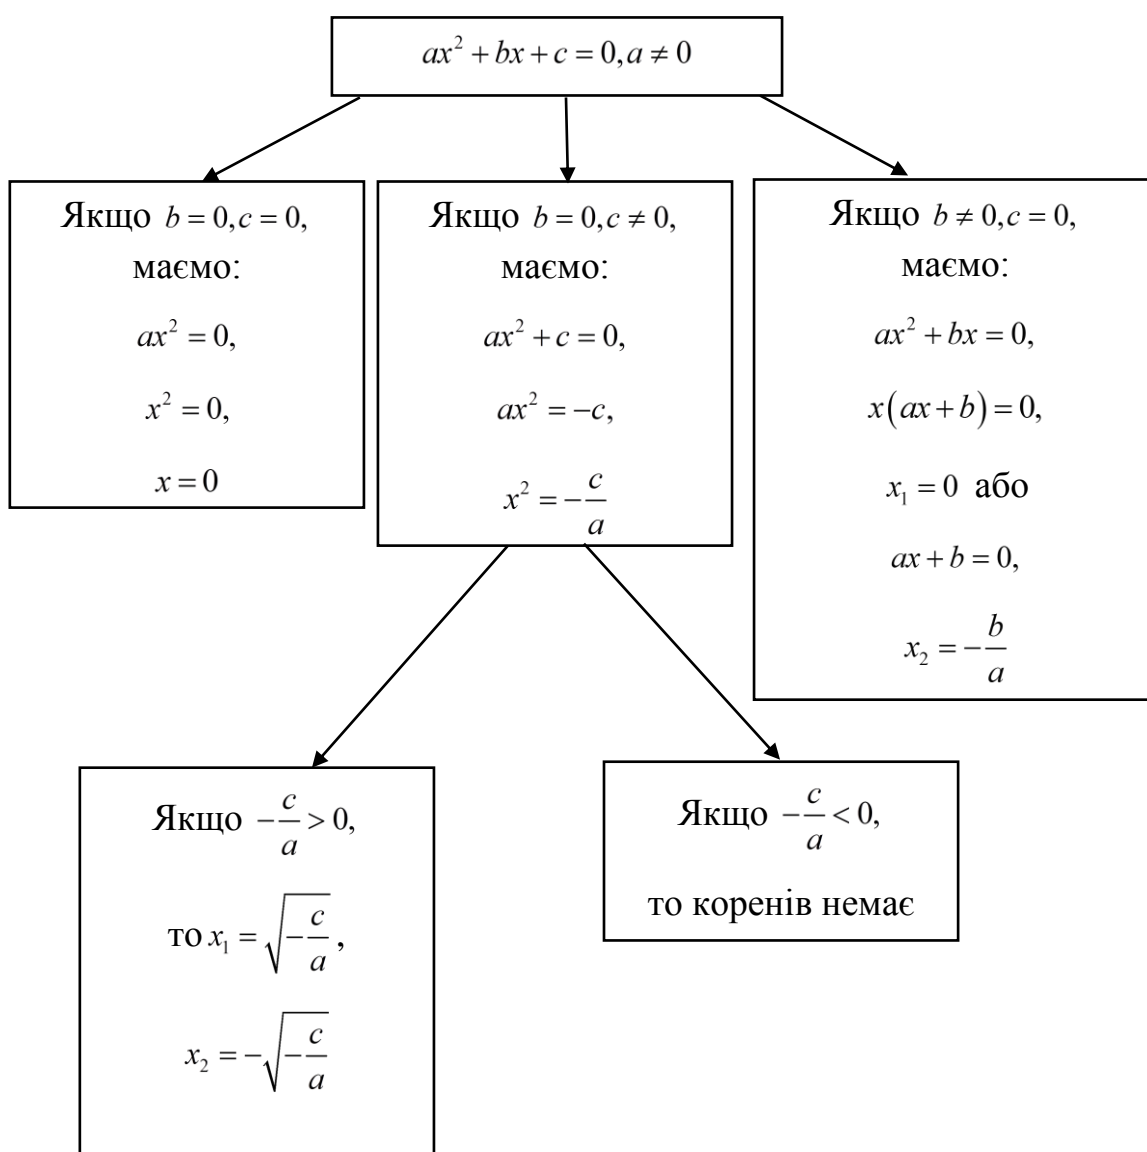 ax² + bx + c = 0, a ≠ 0
Якщо b = 0, c = 0,
маємо:
ax² = 0,
x² = 0,
x = 0
Якщо b = 0, c ≠ 0,
маємо:
ax² + c = 0,
ax² = −c,
x² = −c/a
Якщо b ≠ 0, c = 0,
маємо:
ax² + bx = 0,
x(ax + b) = 0,
x₁ = 0 або
ax + b = 0,
x₂ = −b/a
Якщо −c/a > 0,
то x₁ = √(−c/a),
x₂ = −√(−c/a)
Якщо −c/a < 0,
то коренів немає